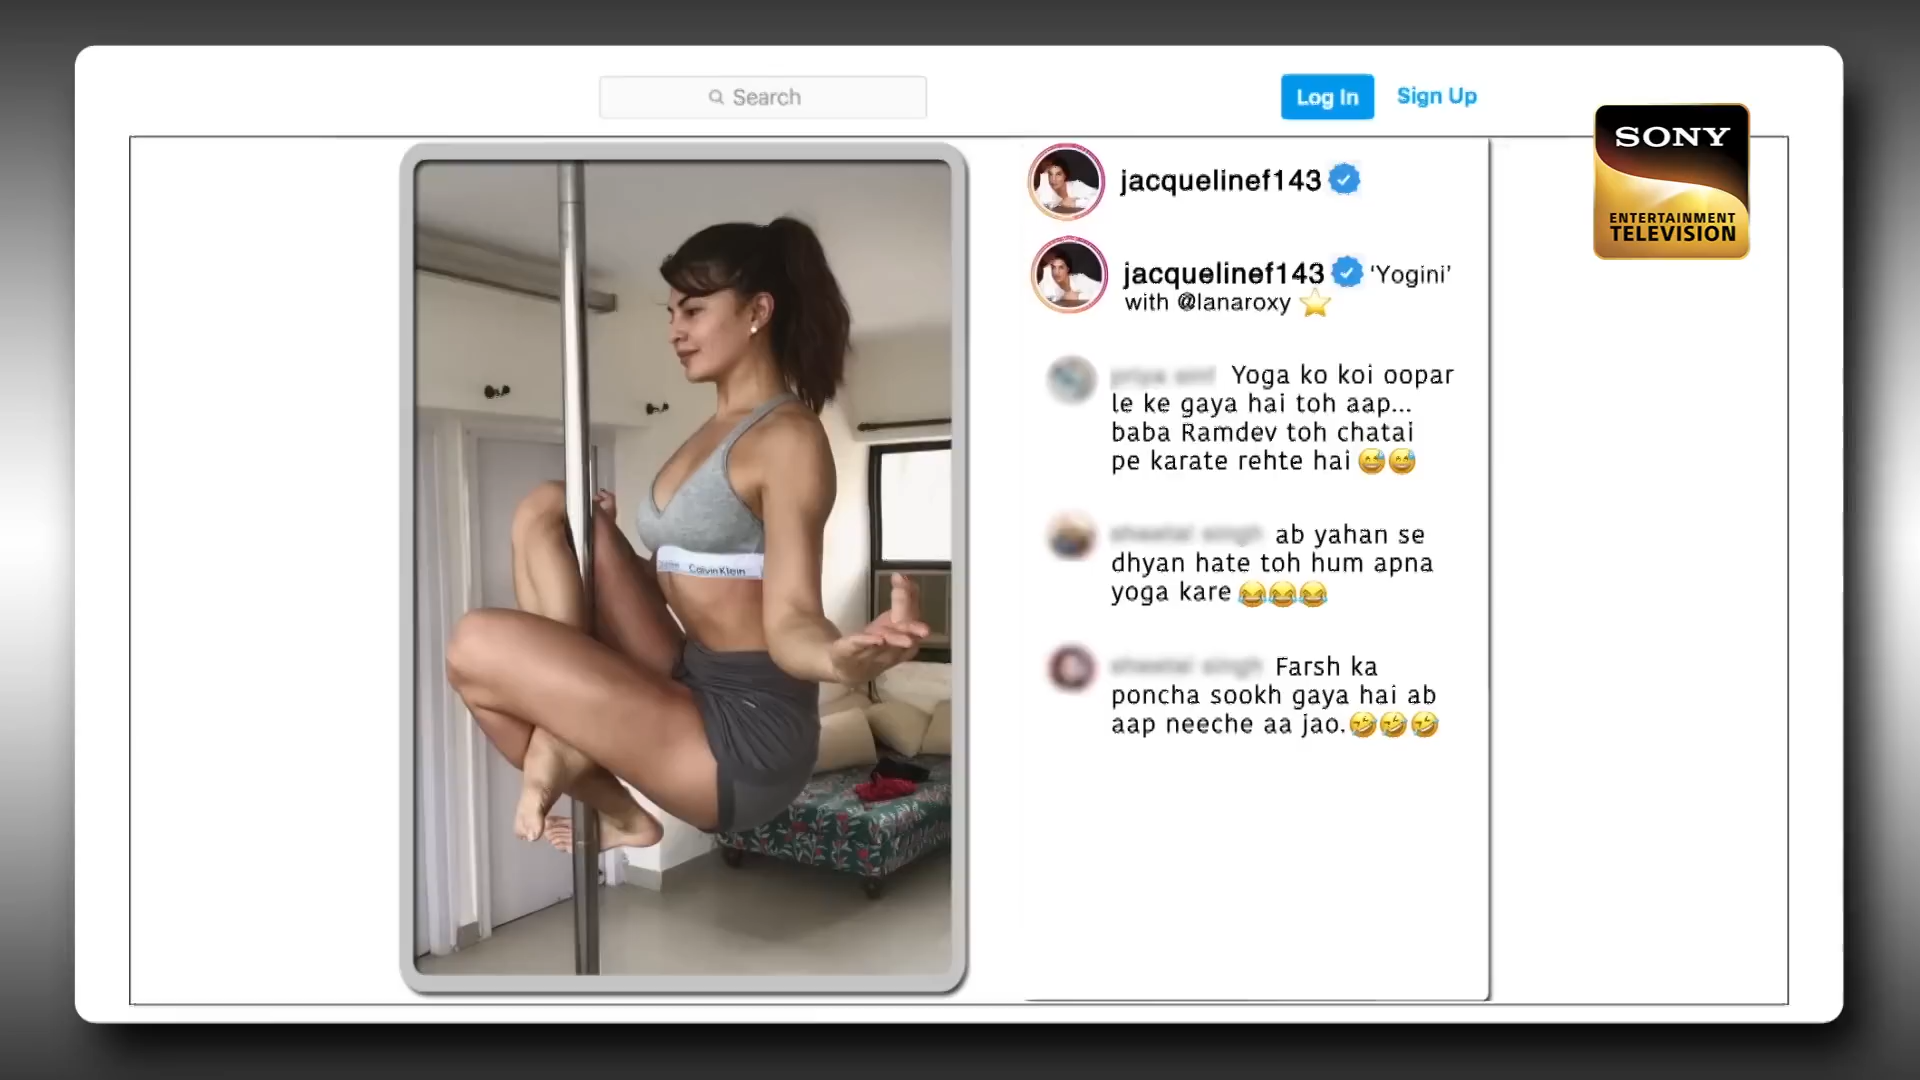 Search
Log In
Sign Up
SONY
ENTERTAINMENT
TELEVISION
jacquelinef143
jacquelinef143 'Yogini'
with @lanaroxy ⭐
Yoga ko koi oopar
le ke gaya hai toh aap...
baba Ramdev toh chatai
pe karate rehte hai 😅😅
ab yahan se
dhyan hate toh hum apna
yoga kare 😂😂😂
Farsh ka
poncha sookh gaya hai ab
aap neeche aa jao.🤣🤣🤣
Calvin Klein